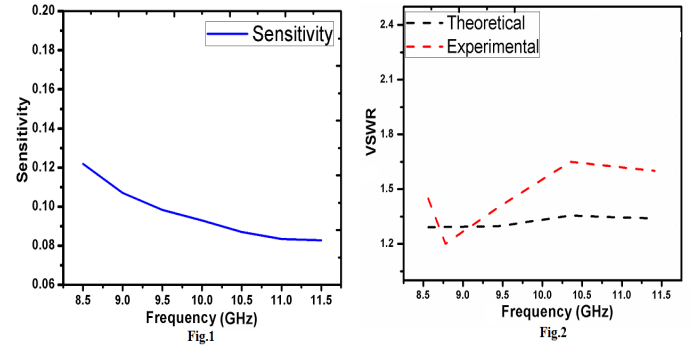 0.20
0.18
0.16
0.14
0.12
0.10
0.08
0.06
Sensitivity
Sensitivity
8.5 9.0 9.5 10.0 10.5 11.0 11.5
Frequency (GHz)
Fig.1
2.4
2.1
1.8
1.5
1.2
VSWR
Theoretical
Experimental
8.5 9.0 9.5 10.0 10.5 11.0 11.5
Frequency (GHz)
Fig.2